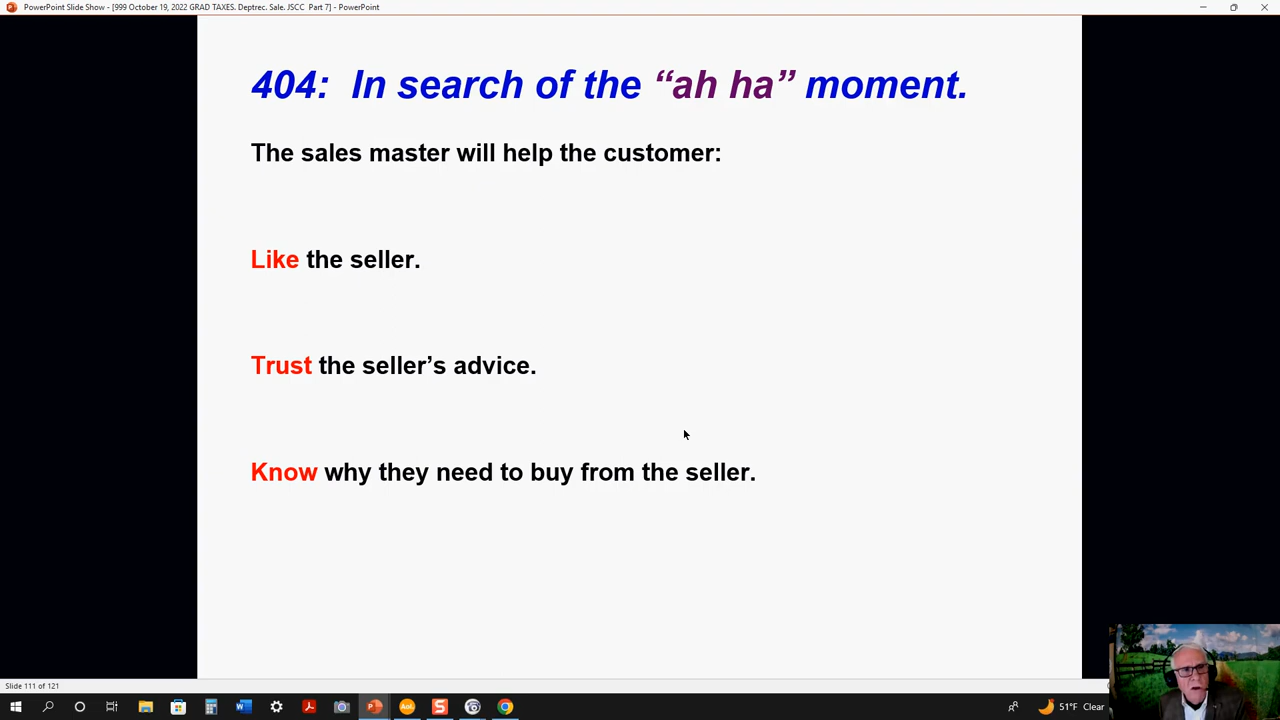 PowerPoint Slide Show - [999 October 19, 2022 GRAD TAXES. Deptrec. Sale. JSCC Part 7] - PowerPoint
404: In search of the “ah ha” moment.
The sales master will help the customer:
Like the seller.
Trust the seller’s advice.
Know why they need to buy from the seller.
Slide 111 of 121
Aol.
51°F Clear